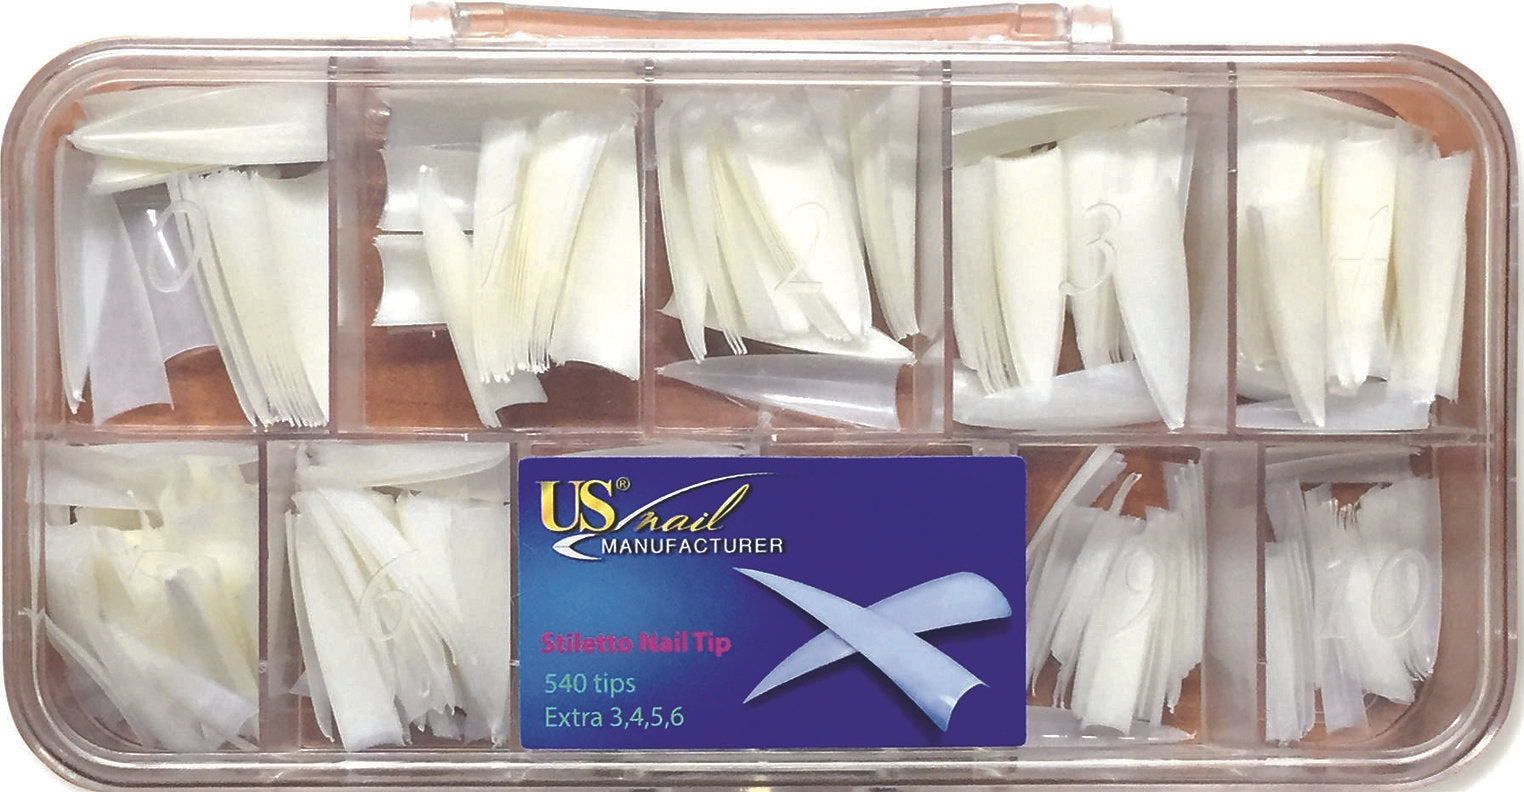 0 1 2 3 4
US® nail
MANUFACTURER
Stiletto Nail Tip
540 tips
Extra 3,4,5,6
6 9 10